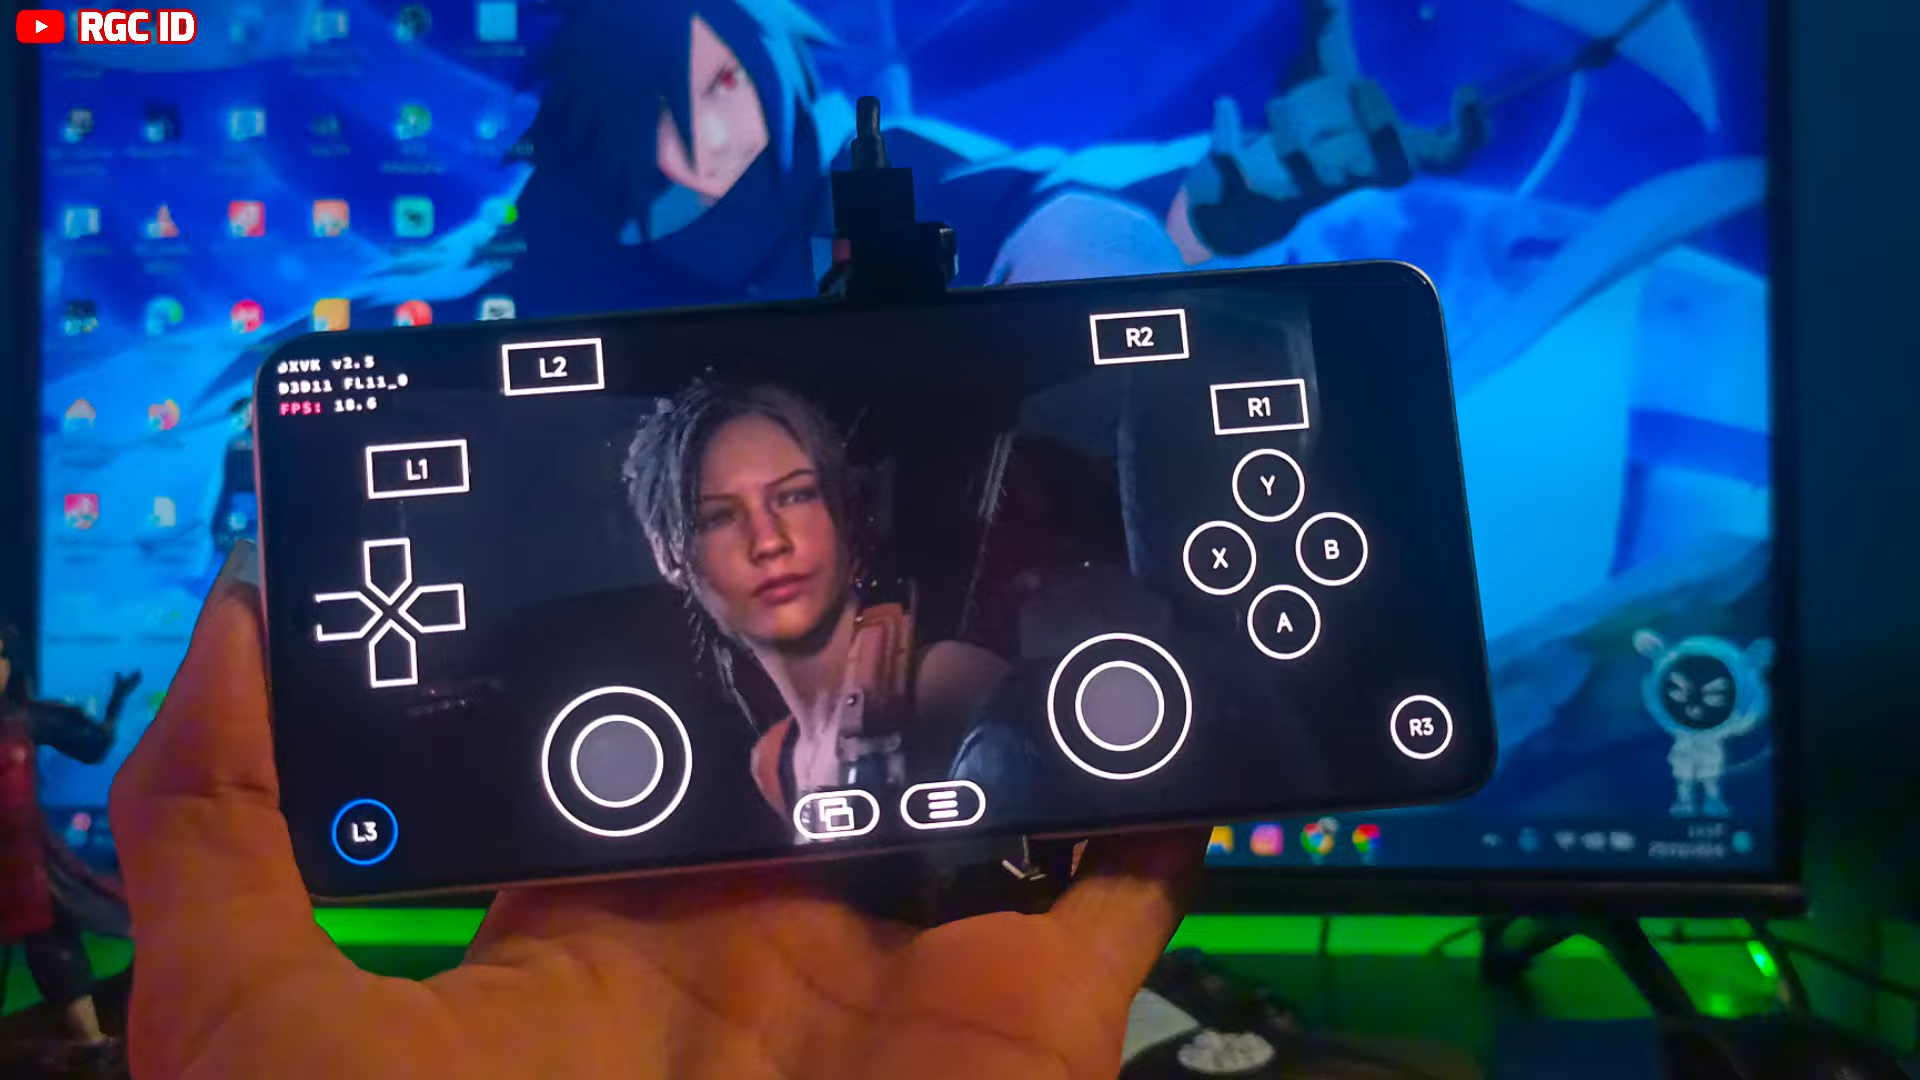 RGC ID
DXVK v2.5
D3D11 FL11_0
FPS: 18.6
L2
R2
L1
R1
Y
X
B
A
R3
L3